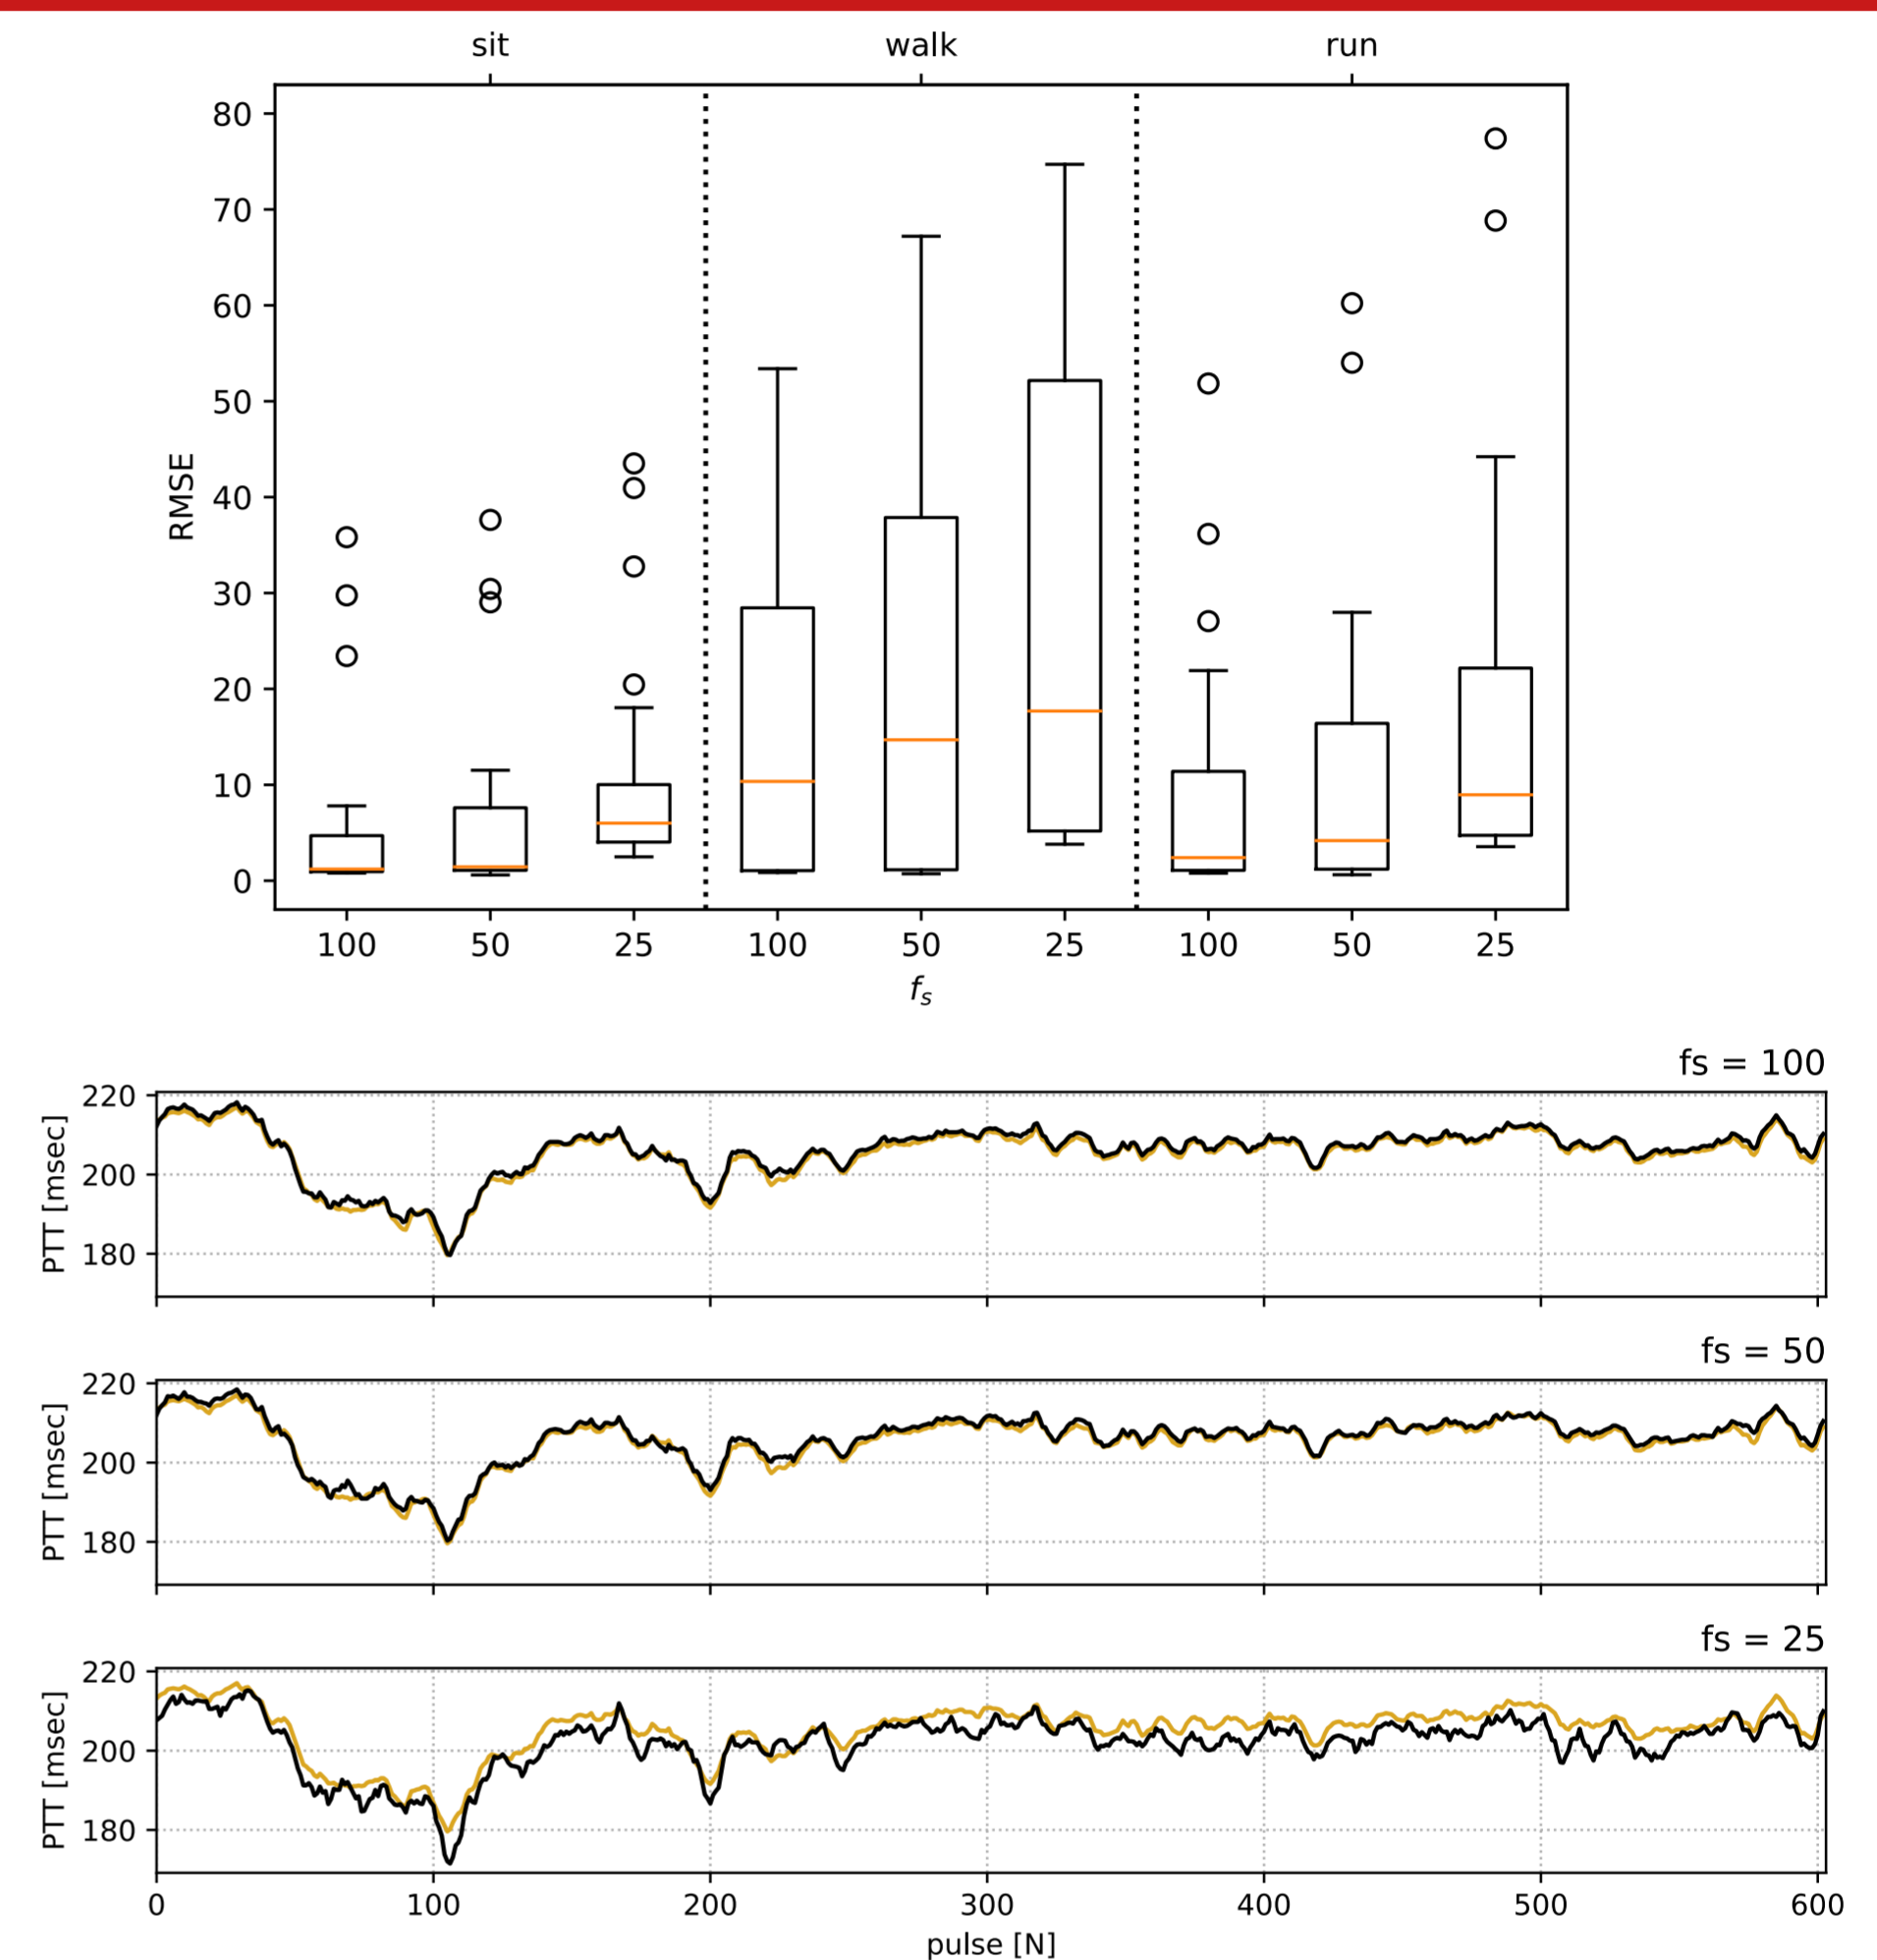 sit walk run
80
70
60
50
40
30
20
10
0
RMSE
100 50 25 100 50 25 100 50 25
fs
fs = 100
220
200
180
PTT [msec]
fs = 50
220
200
180
PTT [msec]
fs = 25
220
200
180
PTT [msec]
0 100 200 300 400 500 600
pulse [N]